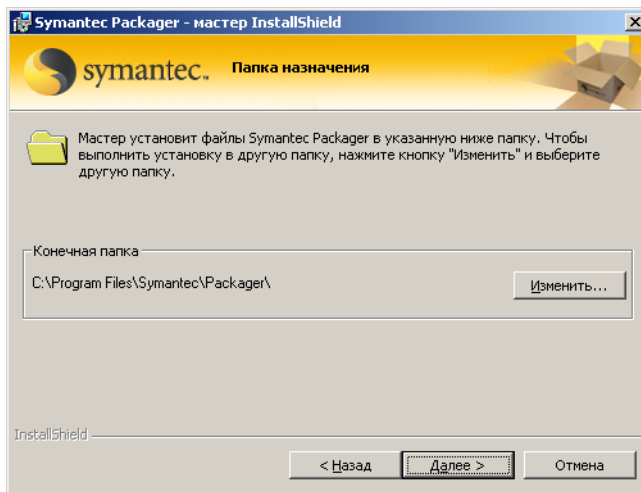 Symantec Packager - мастер InstallShield
symantec.
Папка назначения
Мастер установит файлы Symantec Packager в указанную ниже папку. Чтобы
выполнить установку в другую папку, нажмите кнопку "Изменить" и выберите
другую папку.
Конечная папка
C:\Program Files\Symantec\Packager\
Изменить...
InstallShield
< Назад
Далее >
Отмена